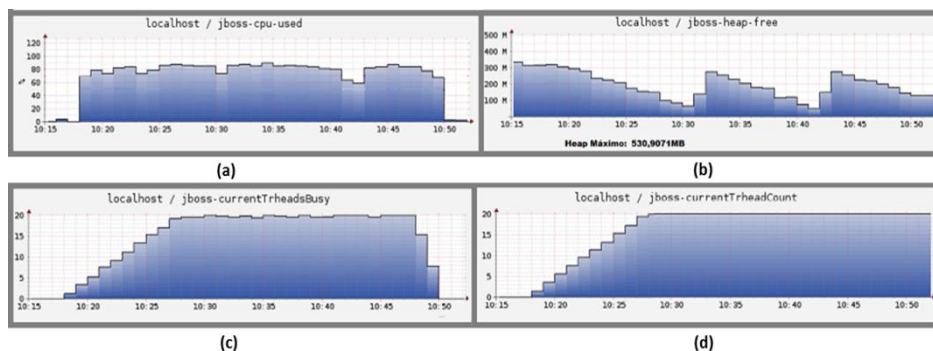 localhost / jboss-cpu-used
120
100
80
60
40
20
0
10:15 10:20 10:25 10:30 10:35 10:40 10:45 10:50
(a)
localhost / jboss-heap-free
500 M
400 M
300 M
200 M
100 M
10:15 10:20 10:25 10:30 10:35 10:40 10:45 10:50
Heap Máximo: 530,9071MB
(b)
localhost / jboss-currentTrheadsBusy
20
15
10
5
0
10:15 10:20 10:25 10:30 10:35 10:40 10:45 10:50
(c)
localhost / jboss-currentTrheadCount
20
15
10
5
0
10:15 10:20 10:25 10:30 10:35 10:40 10:45 10:50
(d)